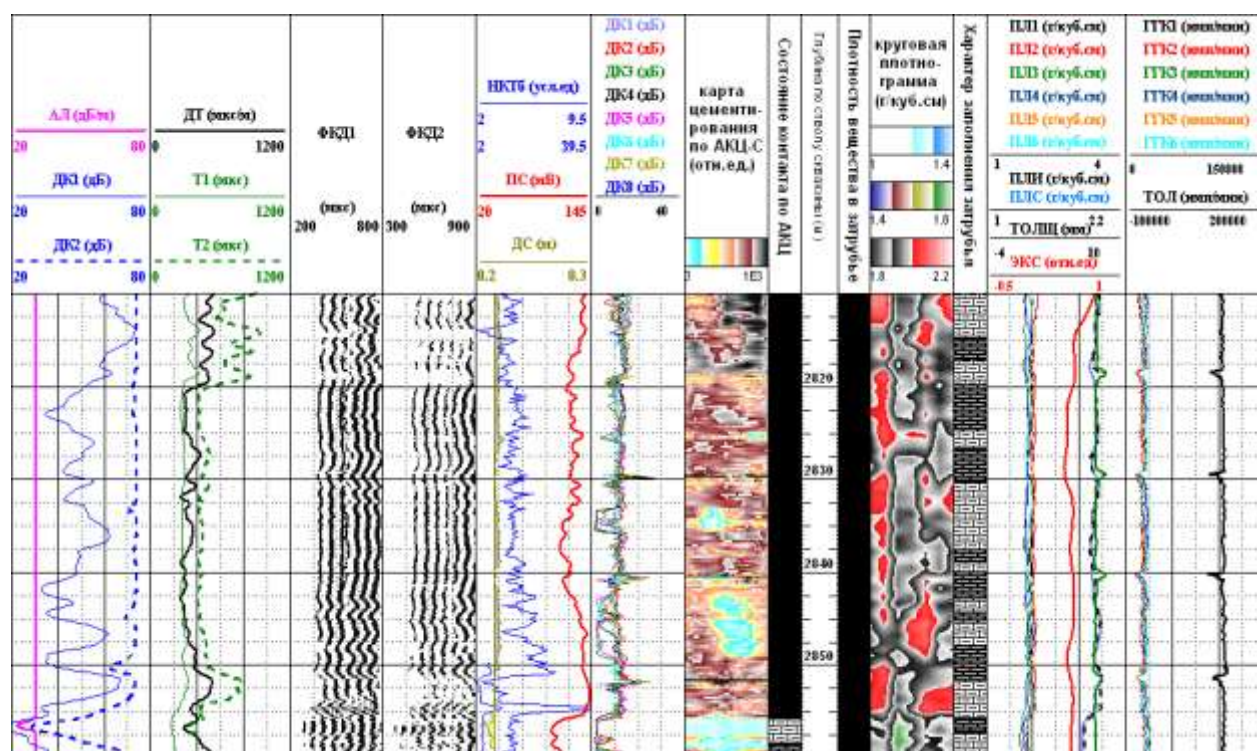 АЛ (дБ/м)
20 80
ДК1 (дБ)
20 80
ДК2 (дБ)
20 80
ДТ (мкс/м)
0 1200
Т1 (мкс)
0 1200
Т2 (мкс)
0 1200
ФКД1
(мкс)
200 800
ФКД2
(мкс)
300 900
НКТб (усл.ед)
2 9.5
2 39.5
ПС (мВ)
20 145
ДС (м)
0.2 0.3
ДК1 (дБ)
ДК2 (дБ)
ДК3 (дБ)
ДК4 (дБ)
ДК5 (дБ)
ДК6 (дБ)
ДК7 (дБ)
ДК8 (дБ)
0 40
карта
цементи-
рования
по АКЦ-С
(отн.ед.)
Состояние контакта по АКЦ
Глубина по стволу скважины (м)
2820
2830
2840
2850
Плотность вещества в затрубье
круговая
плотно-
грамма
(г/куб.см)
1 1.4
1.4 1.8
1.8 2.2
Характер заполнения затрубья
ПЛ1 (г/куб.см)
ПЛ2 (г/куб.см)
ПЛ3 (г/куб.см)
ПЛ4 (г/куб.см)
ПЛ5 (г/куб.см)
ПЛ6 (г/куб.см)
1 4
ПЛН (г/куб.см)
ПЛС (г/куб.см)
1 2.2
ТОЛЩ (мм)
-4 20
ЭКС (отн.ед)
-0.5 1
ГГК1 (имп/мин)
ГГК2 (имп/мин)
ГГК3 (имп/мин)
ГГК4 (имп/мин)
ГГК5 (имп/мин)
ГГК6 (имп/мин)
0 150000
ТОЛ (имп/мин)
-100000 200000